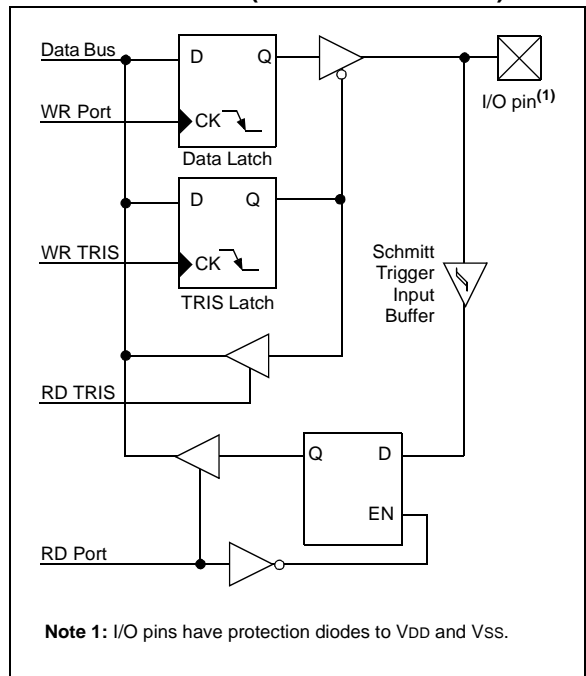 Data Bus
D Q
WR Port
CK
Data Latch
I/O pin(1)
D Q
WR TRIS
CK
TRIS Latch
Schmitt
Trigger
Input
Buffer
RD TRIS
Q D
EN
RD Port
Note 1: I/O pins have protection diodes to VDD and VSS.